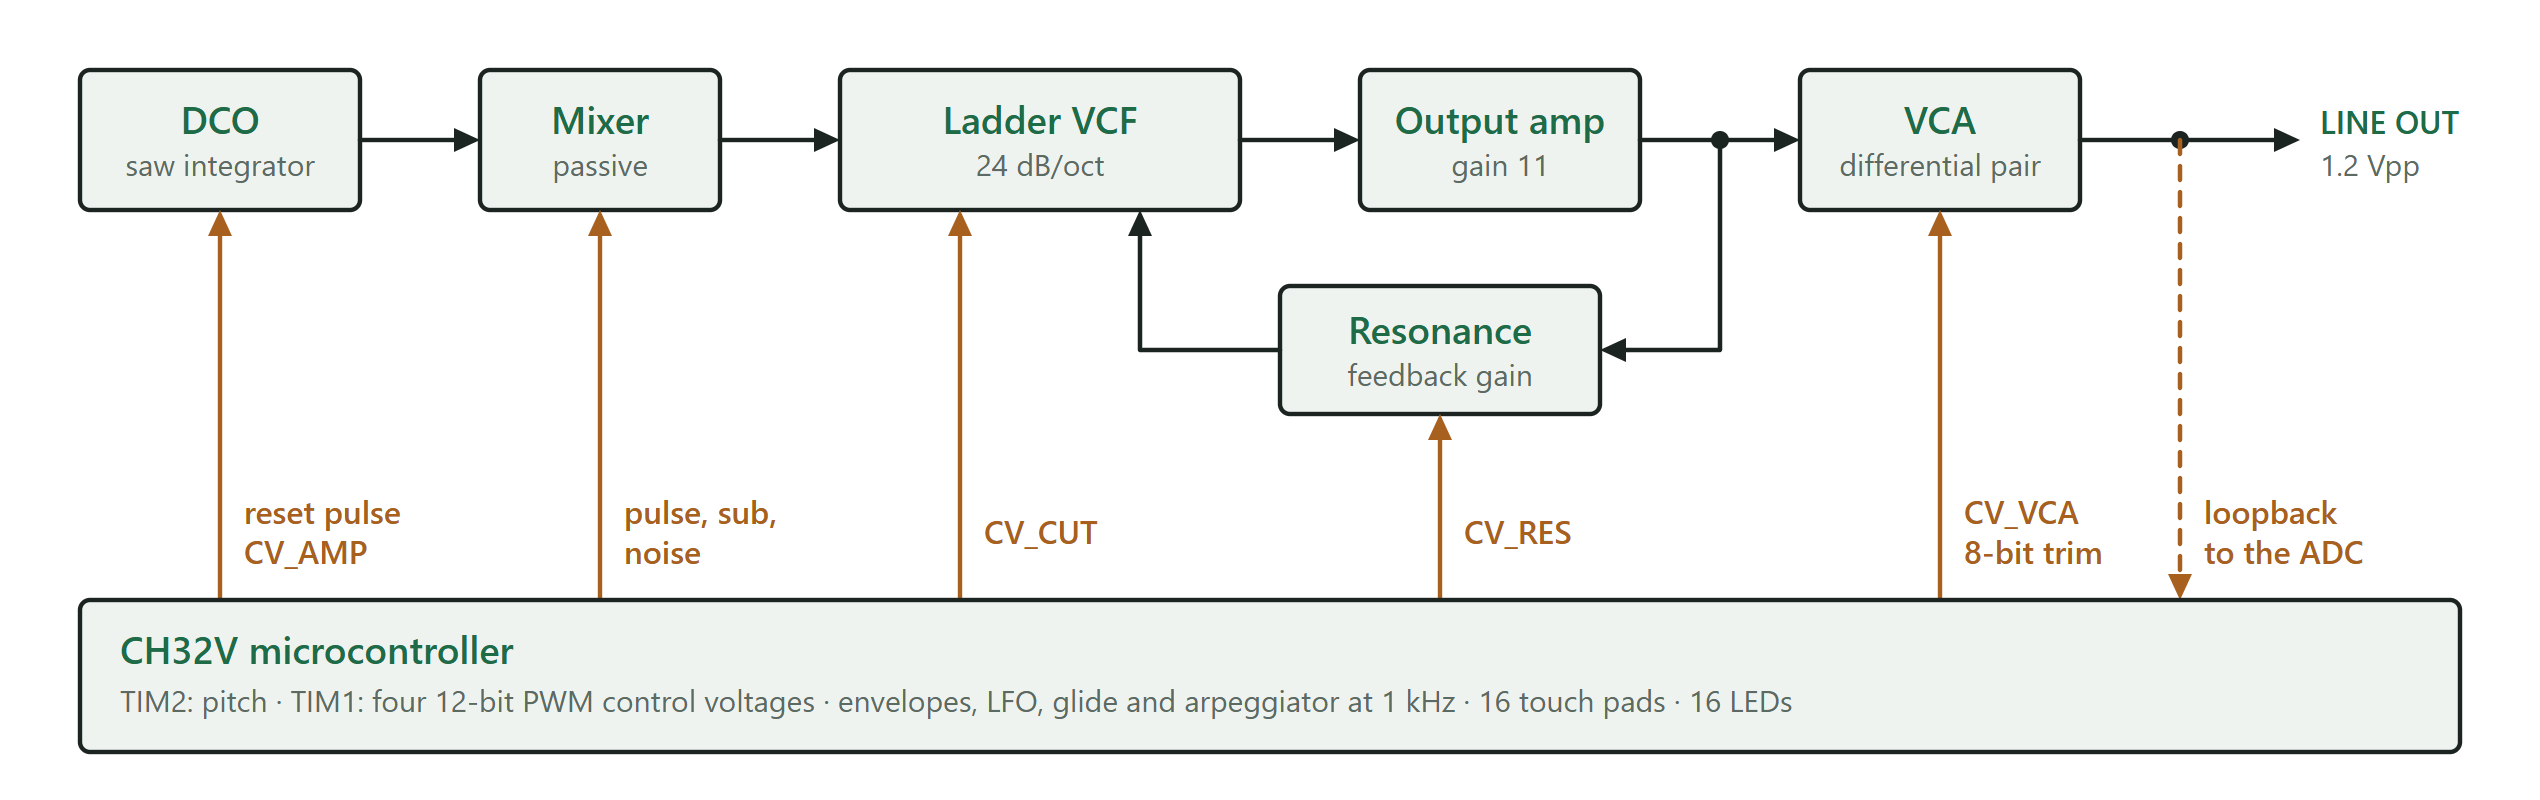 DCO
saw integrator
Mixer
passive
Ladder VCF
24 dB/oct
Output amp
gain 11
VCA
differential pair
LINE OUT
1.2 Vpp
Resonance
feedback gain
reset pulse
CV_AMP
pulse, sub,
noise
CV_CUT
CV_RES
CV_VCA
8-bit trim
loopback
to the ADC
CH32V microcontroller
TIM2: pitch · TIM1: four 12-bit PWM control voltages · envelopes, LFO, glide and arpeggiator at 1 kHz · 16 touch pads · 16 LEDs